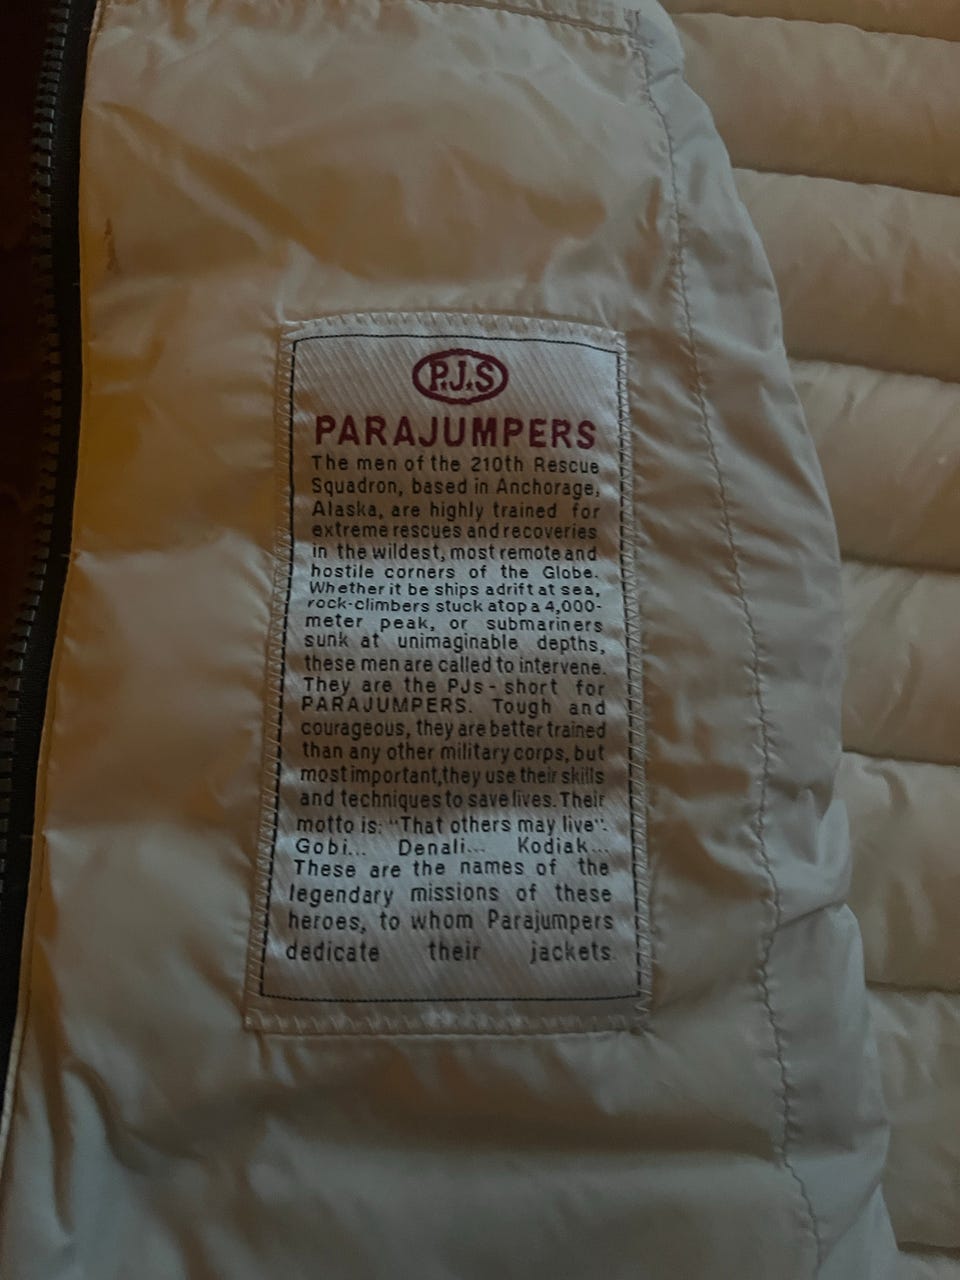 P.J.S
PARAJUMPERS
The men of the 210th Rescue
Squadron, based in Anchorage,
Alaska, are highly trained for
extreme rescues and recoveries
in the wildest, most remote and
hostile corners of the Globe.
Whether it be ships adrift at sea,
rock-climbers stuck atop a 4,000-
meter peak, or submariners
sunk at unimaginable depths,
these men are called to intervene.
They are the PJs - short for
PARAJUMPERS. Tough and
courageous, they are better trained
than any other military corps, but
most important,they use their skills
and techniques to save lives. Their
motto is: “That others may live”.
Gobi... Denali... Kodiak...
These are the names of the
legendary missions of these
heroes, to whom Parajumpers
dedicate their jackets.